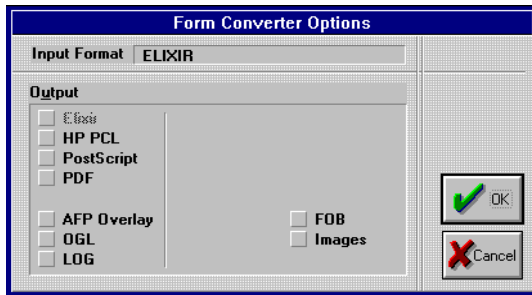 Form Converter Options
Input Format ELIXIR
Output
Elixir
HP PCL
PostScript
PDF
AFP Overlay
FOB
OGL
Images
LOG
OK
Cancel